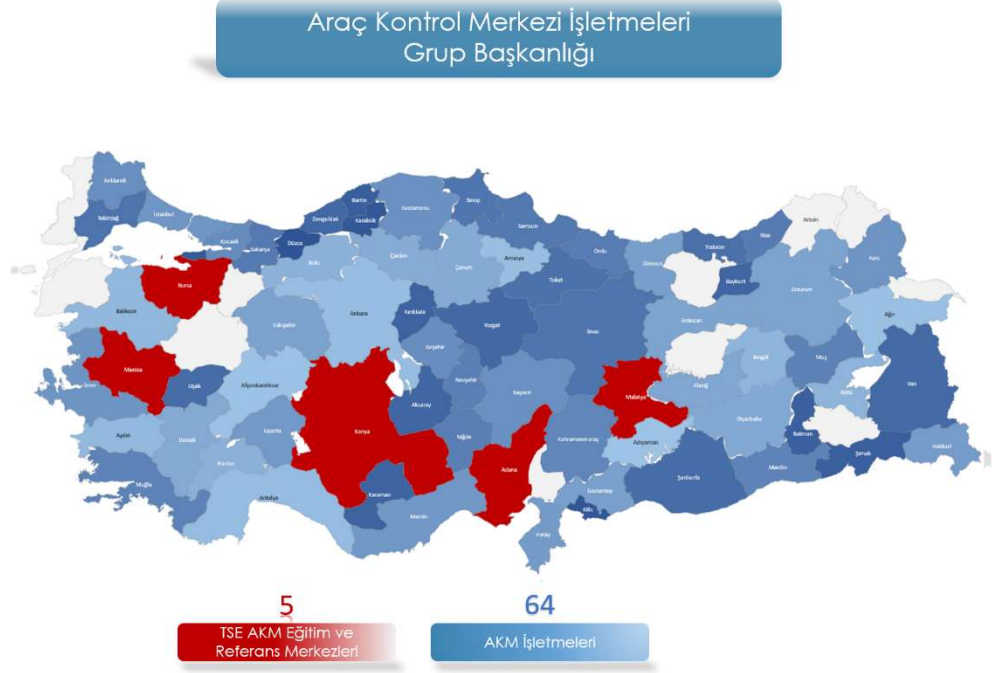 Araç Kontrol Merkezi İşletmeleri
Grup Başkanlığı
Kırklareli
Tekirdağ
İstanbul
Kocaeli
Sakarya
Düzce
Zonguldak
Bartın
Karabük
Kastamonu
Sinop
Samsun
Ordu
Giresun
Trabzon
Rize
Artvin
Bayburt
Kars
Bursa
Bolu
Çankırı
Çorum
Amasya
Tokat
Balıkesir
Eskişehir
Ankara
Kırıkkale
Yozgat
Sivas
Erzincan
Erzurum
Ağrı
Manisa
İzmir
Uşak
Afyonkarahisar
Kırşehir
Nevşehir
Kayseri
Malatya
Elazığ
Bingöl
Muş
Bitlis
Van
Aydın
Denizli
Isparta
Konya
Aksaray
Niğde
Kahramanmaraş
Adıyaman
Diyarbakır
Batman
Şırnak
Hakkari
Muğla
Burdur
Antalya
Karaman
Mersin
Adana
Gaziantep
Kilis
Şanlıurfa
Mardin
Hatay
5
TSE AKM Eğitim ve
Referans Merkezleri
64
AKM İşletmeleri